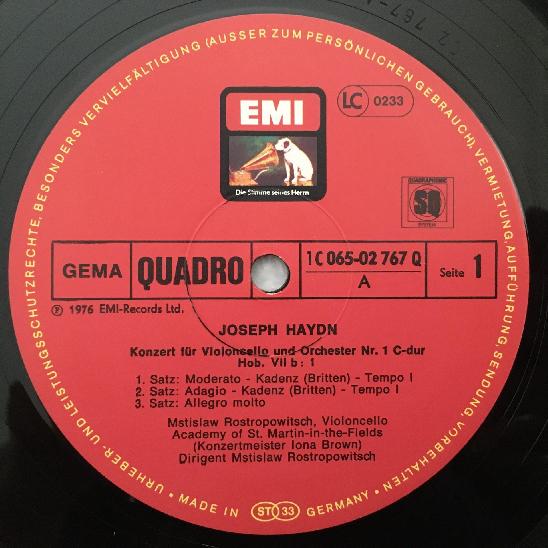 EMI
Die Stimme seines Herrn
LC 0233
QUADRAPHONIC
SQ
SYSTEM
GEMA
QUADRO
1C 065-02 767 Q
A
Seite 1
℗ 1976 EMI-Records Ltd.
JOSEPH HAYDN
Konzert für Violoncello und Orchester Nr. 1 C-dur
Hob. VII b: 1
1. Satz: Moderato - Kadenz (Britten) - Tempo I
2. Satz: Adagio - Kadenz (Britten) - Tempo I
3. Satz: Allegro molto
Mstislaw Rostropowitsch, Violoncello
Academy of St. Martin-in-the-Fields
(Konzertmeister Iona Brown)
Dirigent Mstislaw Rostropowitsch
URHEBER- UND LEISTUNGSSCHUTZRECHTE, BESONDERS VERVIELFÄLTIGUNG (AUSSER ZUM PERSÖNLICHEN GEBRAUCH), VERMIETUNG, AUFFÜHRUNG, SENDUNG, VORBEHALTEN
• MADE IN ST 33 GERMANY •